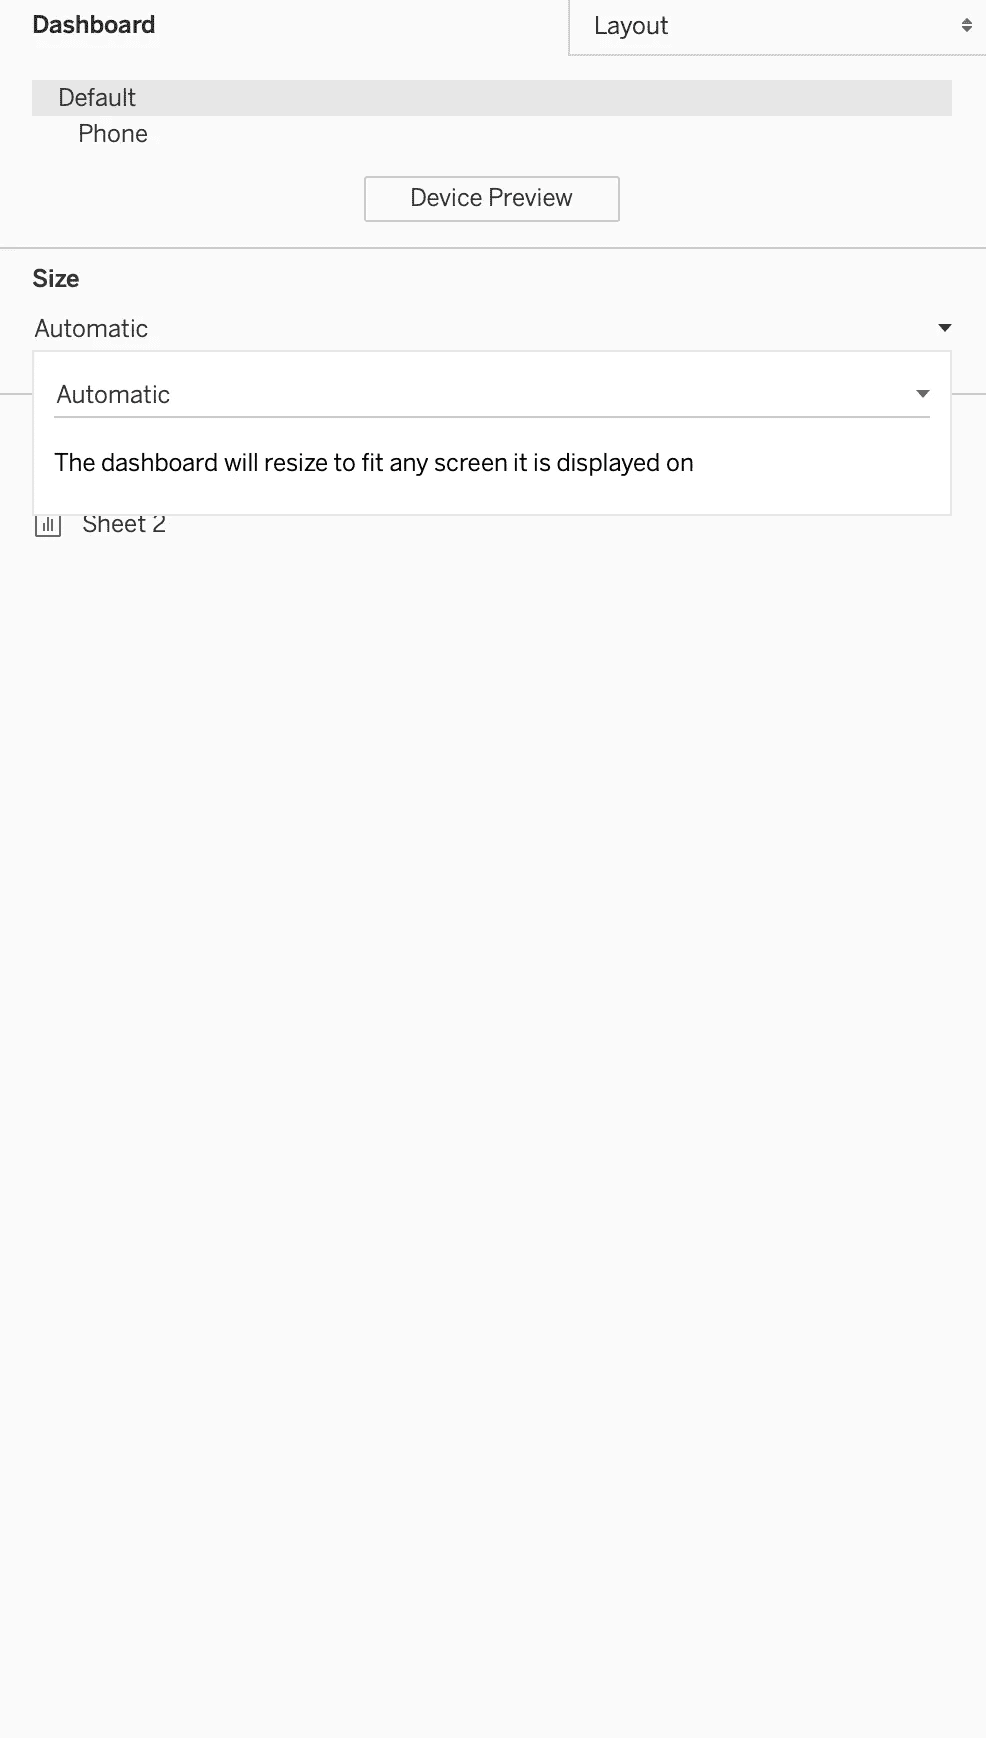 Dashboard
Layout
Default
Phone
Device Preview
Size
Automatic
Automatic
The dashboard will resize to fit any screen it is displayed on
Sheet 2